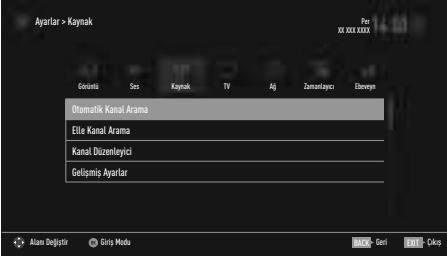 Ayarlar > Kaynak
Per
XX XXX XXXX
Görüntü Ses Kaynak TV Ağ Zamanlayıcı Ebeveyn
Otomatik Kanal Arama
Elle Kanal Arama
Kanal Düzenleyici
Gelişmiş Ayarlar
Alanı Değiştir IN Giriş Modu BACK Geri EXIT Çıkış